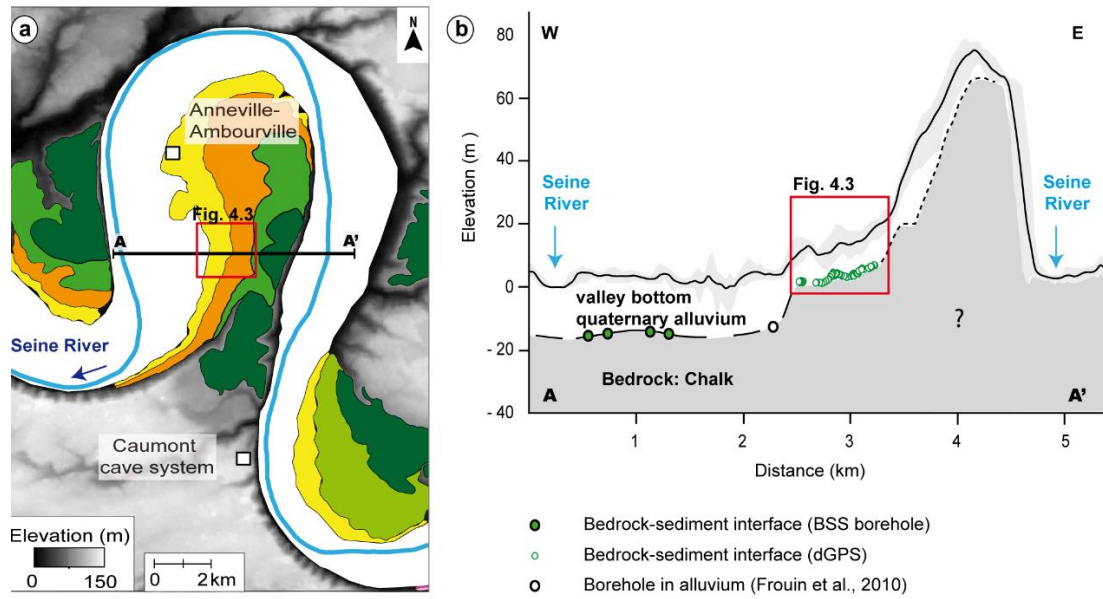 a
N
Anneville-
Ambourville
Fig. 4.3
A
A'
Seine River
Caumont
cave system
Elevation (m)
0
150
0
2km
b
W
E
Elevation (m)
80
60
40
20
0
- 20
- 40
Seine
River
Fig. 4.3
Seine
River
valley bottom
quaternary alluvium
?
Bedrock: Chalk
A
A'
1
2
3
4
5
Distance (km)
Bedrock-sediment interface (BSS borehole)
Bedrock-sediment interface (dGPS)
Borehole in alluvium (Frouin et al., 2010)